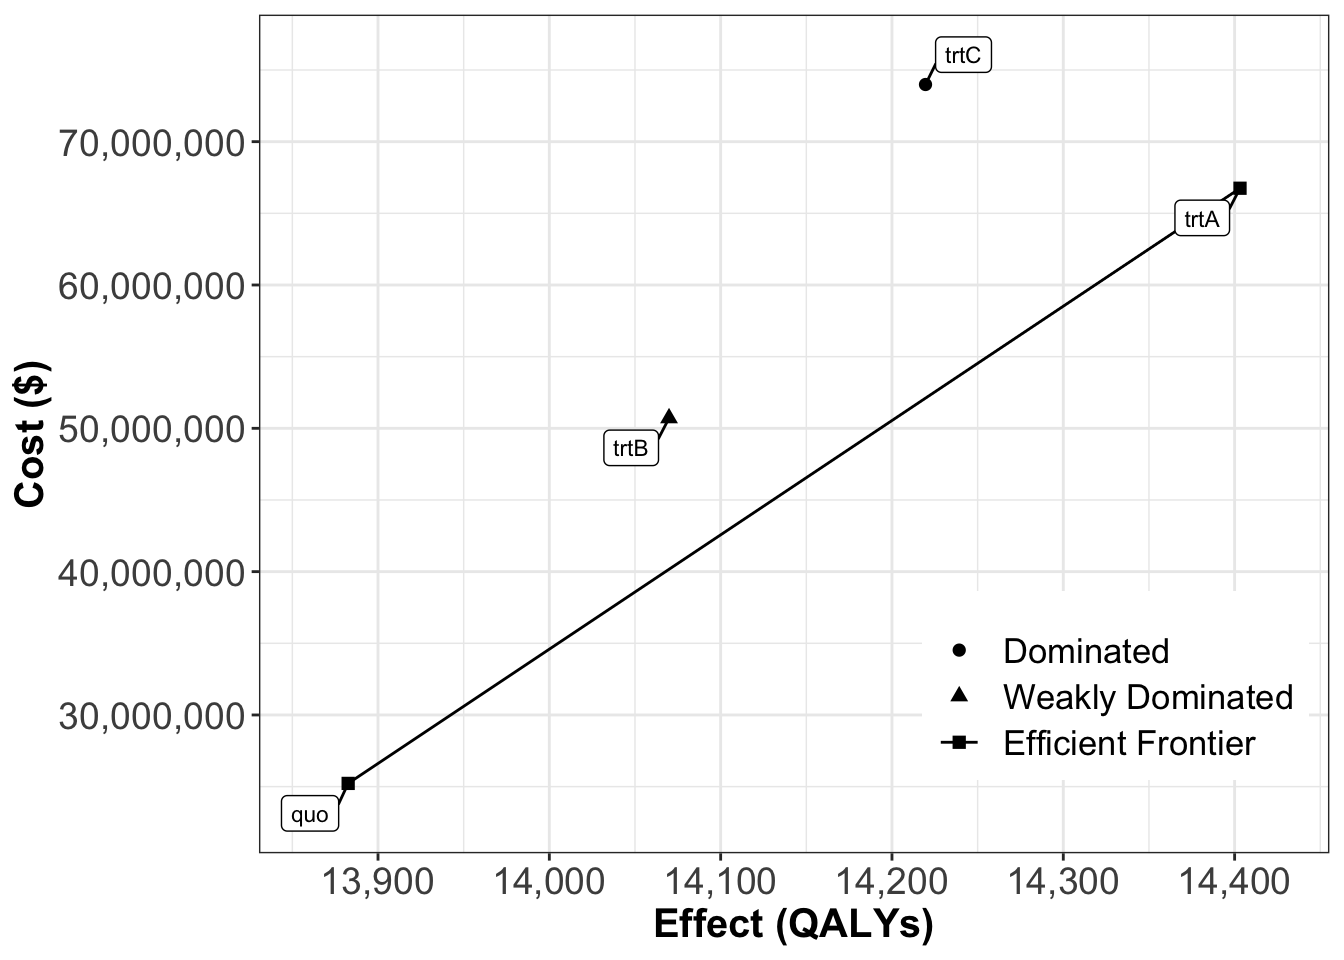 trtC
70,000,000
trtA
60,000,000
Cost ($)
50,000,000
trtB
40,000,000
Dominated
Weakly Dominated
30,000,000
Efficient Frontier
quo
13,900 14,000 14,100 14,200 14,300 14,400
Effect (QALYs)